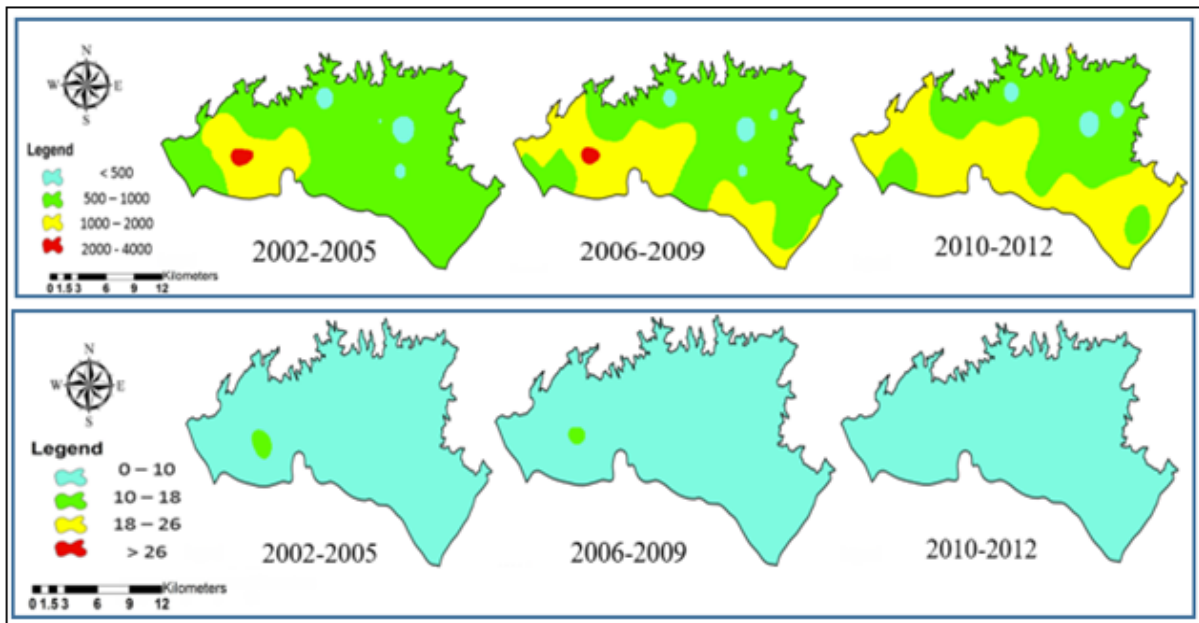 N
W E
S
Legend
< 500
500 – 1000
1000 – 2000
2000 - 4000
Kilometers
0 1.5 3 6 9 12
2002-2005
2006-2009
2010-2012
N
W E
S
Legend
0 – 10
10 – 18
18 – 26
> 26
Kilometers
0 1.5 3 6 9 12
2002-2005
2006-2009
2010-2012